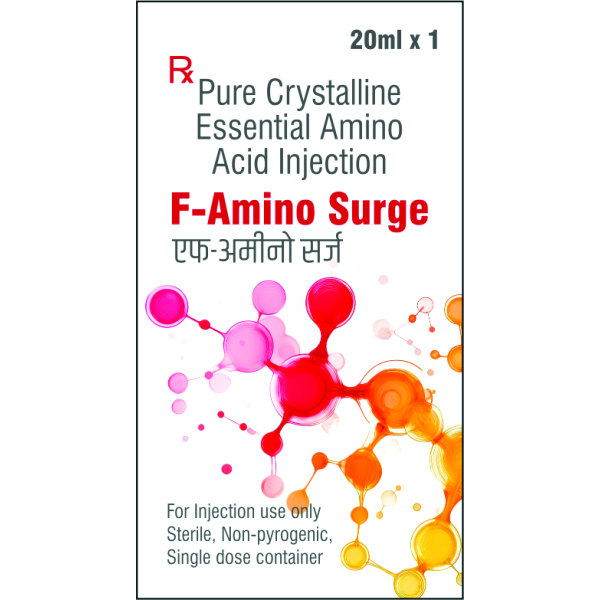 20ml x 1
Rx
Pure Crystalline
Essential Amino
Acid Injection
F-Amino Surge
एफ-अमीनो सर्ज
For Injection use only
Sterile, Non-pyrogenic,
Single dose container